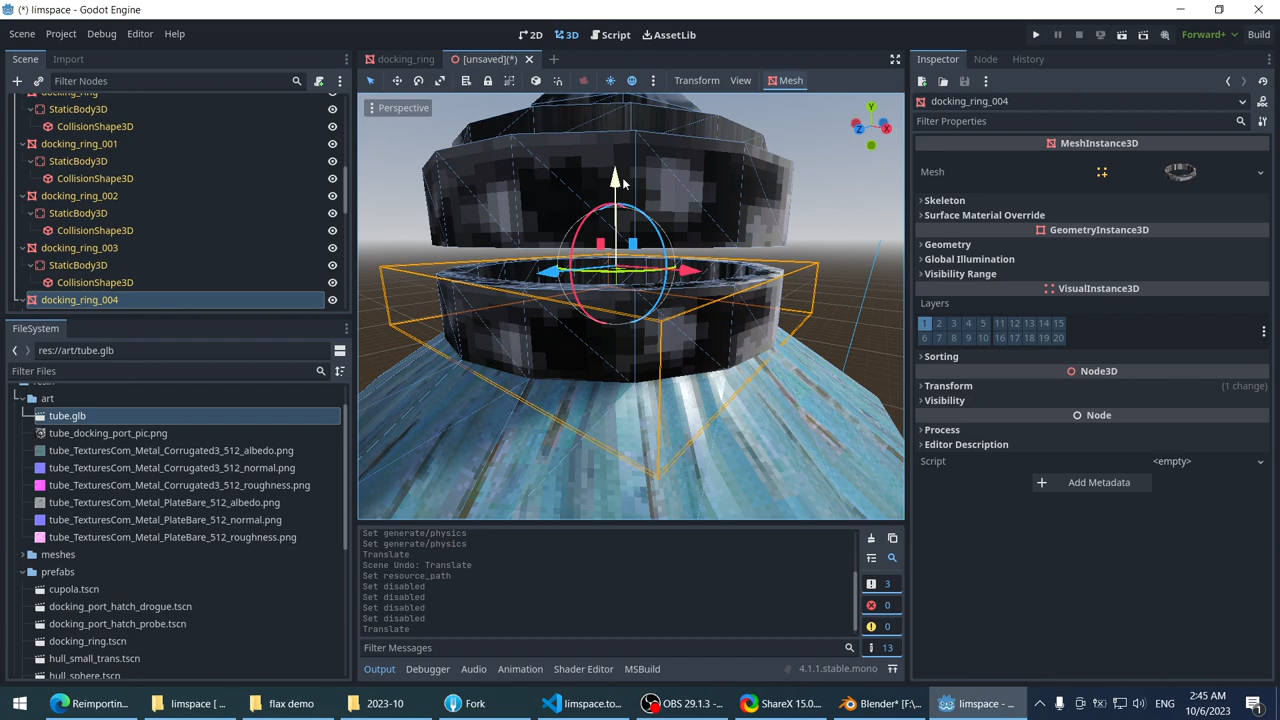 (*) limspace - Godot Engine
Scene Project Debug Editor Help
2D 3D Script AssetLib
Forward+ Build
Scene Import
docking_ring [unsaved](*)
Inspector Node History
Filter Nodes
Transform View Mesh
docking_ring
StaticBody3D
CollisionShape3D
docking_ring_001
StaticBody3D
CollisionShape3D
docking_ring_002
StaticBody3D
CollisionShape3D
docking_ring_003
StaticBody3D
CollisionShape3D
docking_ring_004
FileSystem
res://art/tube.glb
Filter Files
art
tube.glb
tube_docking_port_pic.png
tube_TexturesCom_Metal_Corrugated3_512_albedo.png
tube_TexturesCom_Metal_Corrugated3_512_normal.png
tube_TexturesCom_Metal_Corrugated3_512_roughness.png
tube_TexturesCom_Metal_PlateBare_512_albedo.png
tube_TexturesCom_Metal_PlateBare_512_normal.png
tube_TexturesCom_Metal_PlateBare_512_roughness.png
meshes
prefabs
cupola.tscn
docking_port_hatch_drogue.tscn
docking_port_hatch_probe.tscn
docking_ring.tscn
hull_small_trans.tscn
hull_sphere.tscn
Perspective
Y
Z X
Set generate/physics
Set generate/physics
Translate
Scene Undo: Translate
Set resource_path
Set disabled
Set disabled
Set disabled
Set disabled
Translate
3
0
0
13
Filter Messages
Output Debugger Audio Animation Shader Editor MSBuild
4.1.1.stable.mono
docking_ring_004
Filter Properties
MeshInstance3D
Mesh
Skeleton
Surface Material Override
GeometryInstance3D
Geometry
Global Illumination
Visibility Range
VisualInstance3D
Layers
1 2 3 4 5 11 12 13 14 15
6 7 8 9 10 16 17 18 19 20
Sorting
Node3D
Transform (1 change)
Visibility
Node
Process
Editor Description
Script <empty>
Add Metadata
Reimportin...
limspace [ ...
flax demo
2023-10
Fork
limspace.to...
OBS 29.1.3 - ...
ShareX 15.0...
Blender* [F:\...
limspace - G...
2:45 AM
10/6/2023
1